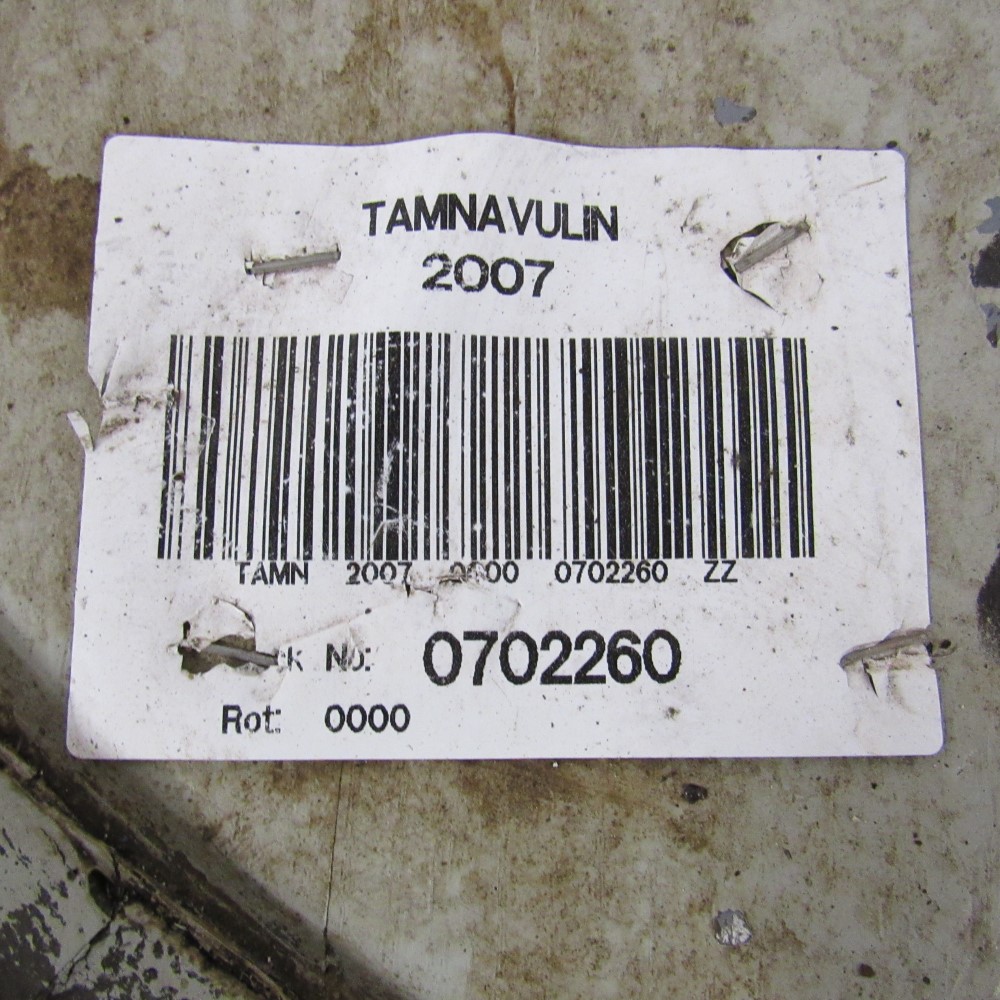 TAMNAVULIN
2007
TAMN 2007 0000 0702260 ZZ
No: 0702260
Rot: 0000